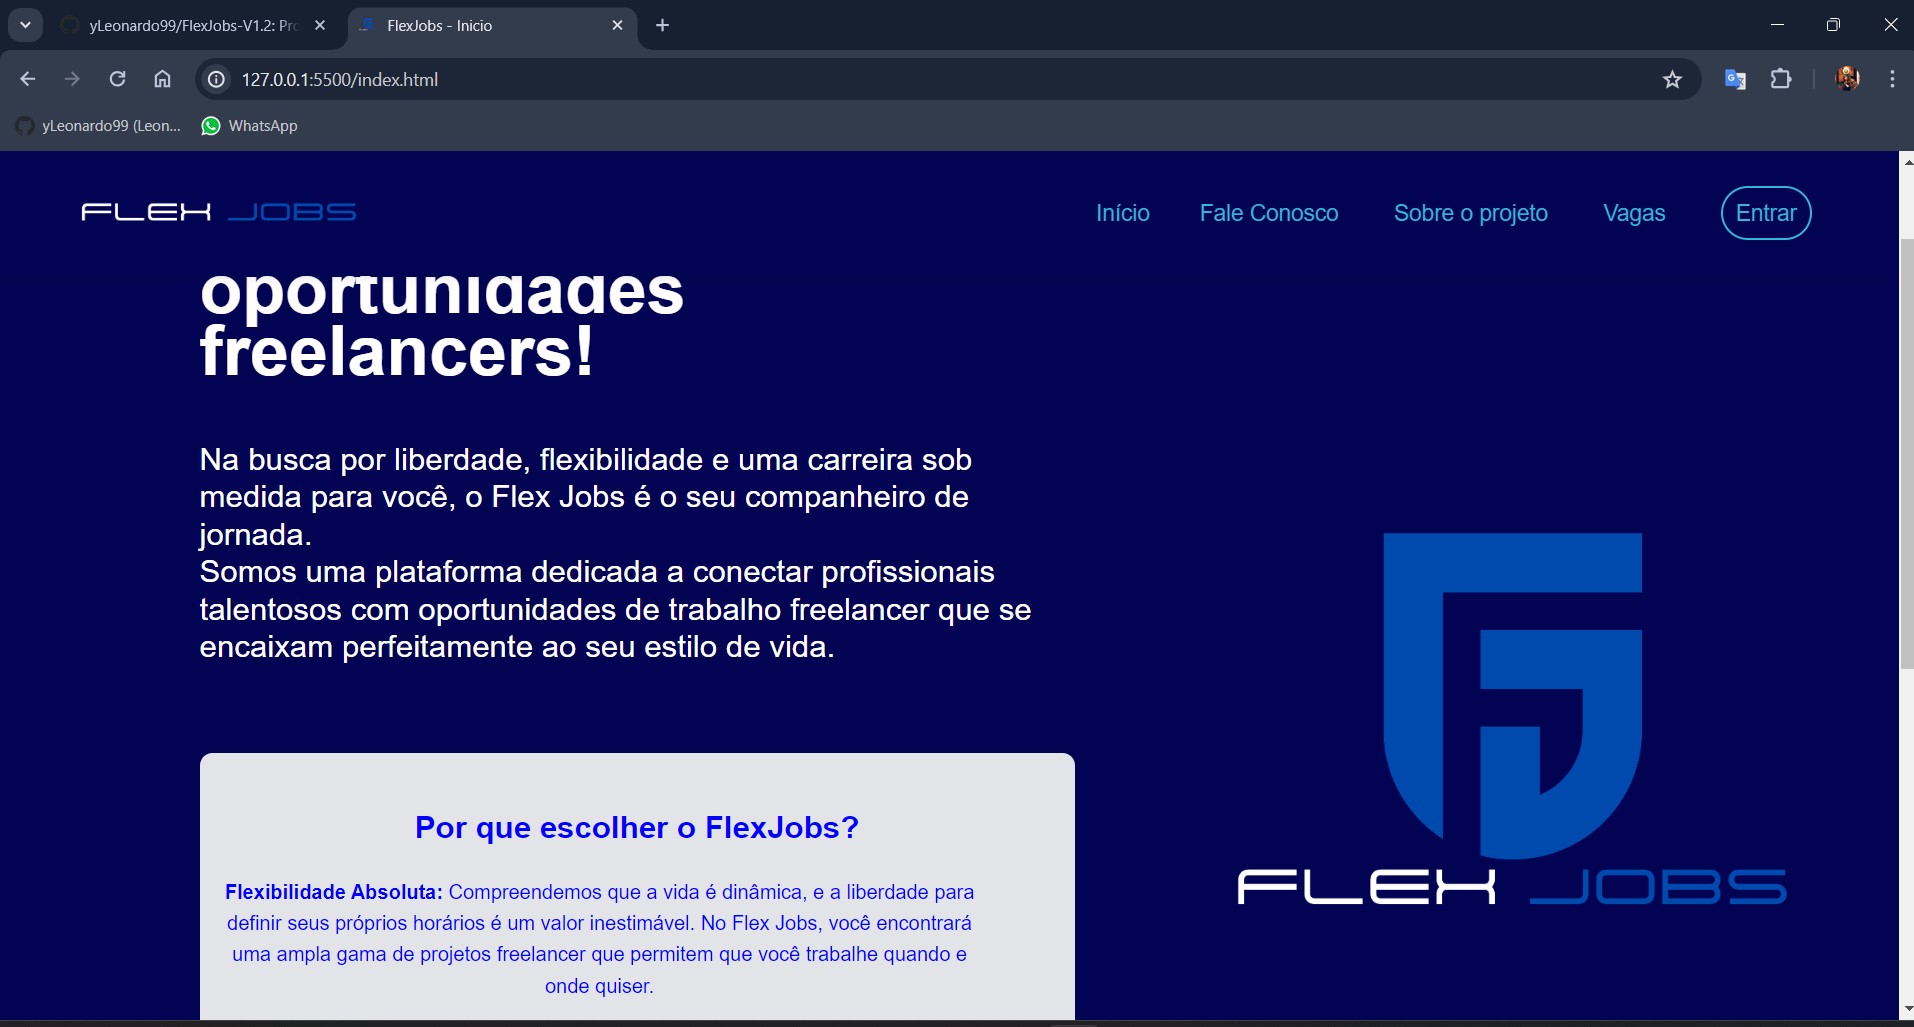 yLeonardo99/FlexJobs-V1.2: Pro
FlexJobs - Inicio
127.0.0.1:5500/index.html
yLeonardo99 (Leon...
WhatsApp
FLEX JOBS
Início
Fale Conosco
Sobre o projeto
Vagas
Entrar
oportunidades
freelancers!
Na busca por liberdade, flexibilidade e uma carreira sob
medida para você, o Flex Jobs é o seu companheiro de
jornada.
Somos uma plataforma dedicada a conectar profissionais
talentosos com oportunidades de trabalho freelancer que se
encaixam perfeitamente ao seu estilo de vida.
FLEX JOBS
Por que escolher o FlexJobs?
Flexibilidade Absoluta: Compreendemos que a vida é dinâmica, e a liberdade para
definir seus próprios horários é um valor inestimável. No Flex Jobs, você encontrará
uma ampla gama de projetos freelancer que permitem que você trabalhe quando e
onde quiser.